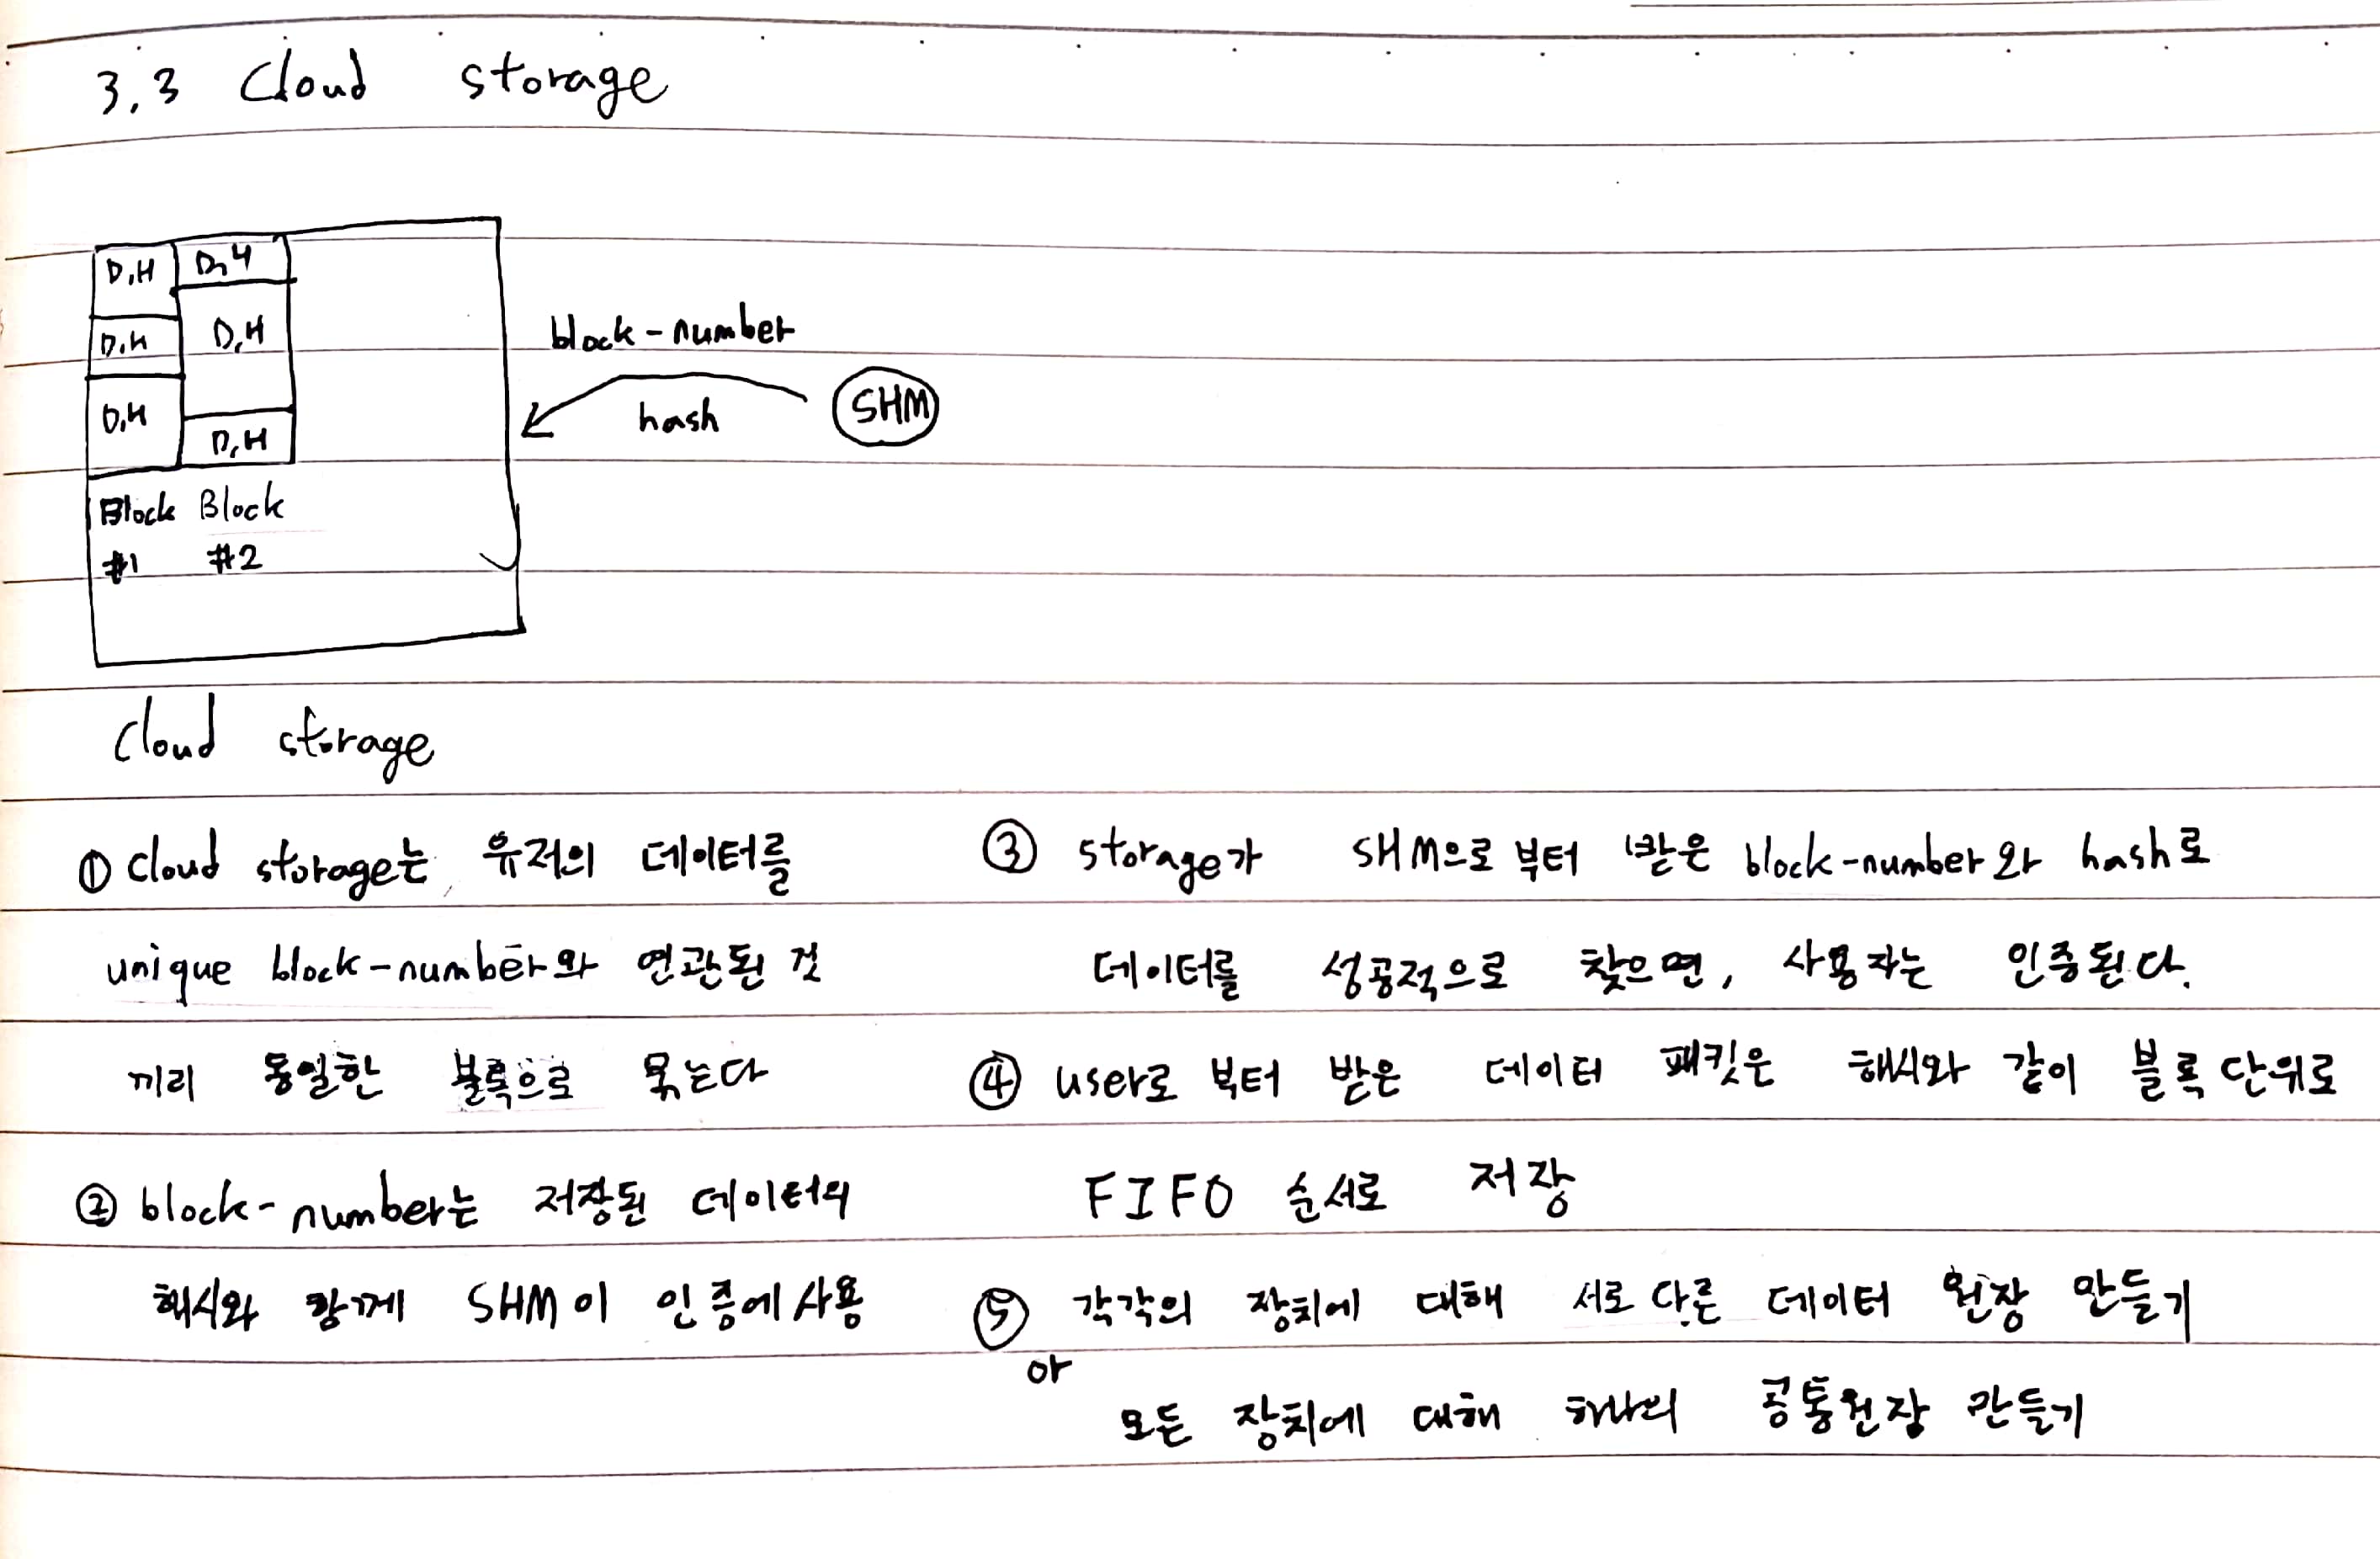 3.3 Cloud storage
D,H D,H
D,H D,H
D,H D,H
Block Block
#1 #2
block-number
hash
SHM
Cloud storage
① Cloud storage는 유저의 데이터를
unique block-number와 연관된 것
끼리 동일한 블록으로 묶는다
② block-number는 저장된 데이터의
해시와 함께 SHM이 인증에 사용
③ storage가 SHM으로 부터 받은 block-number와 hash로
데이터를 성공적으로 찾으면, 사용자는 인증된다.
④ user로 부터 받은 데이터 패킷은 해시와 같이 블록 단위로
FIFO 순서로 저장
⑤ 각각의 장치에 대해 서로 다른 데이터 원장 만들기
or
모든 장치에 대해 하나의 공통원장 만들기